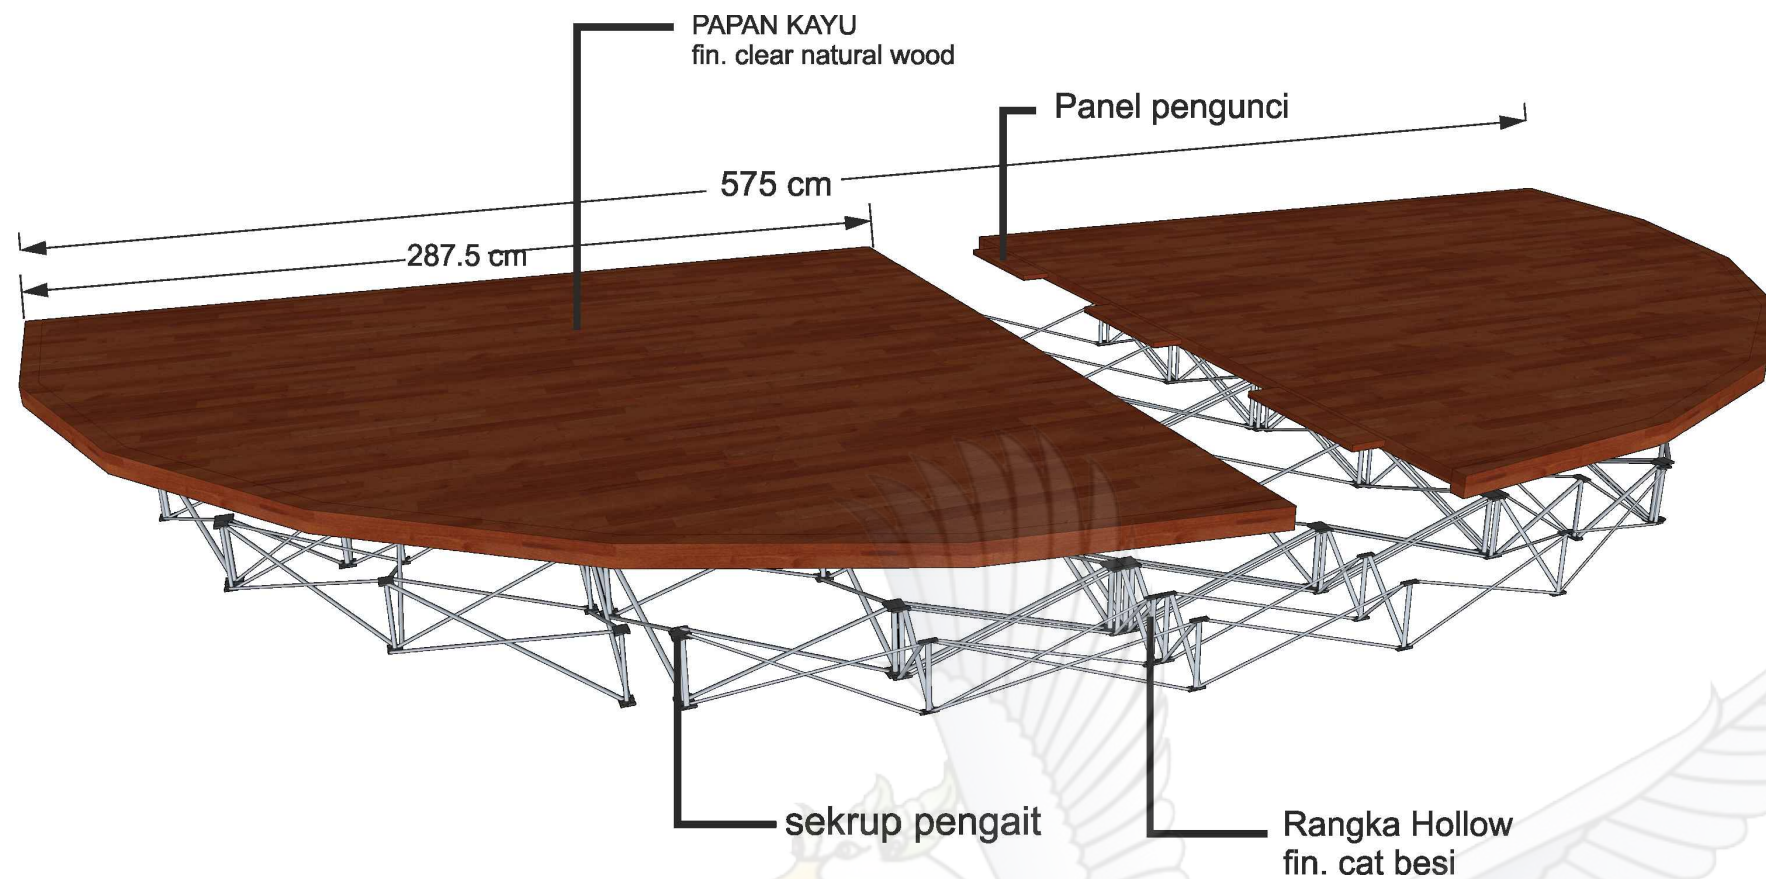 PAPAN KAYU
fin. clear natural wood
Panel pengunci
575 cm
287.5 cm
sekrup pengait
Rangka Hollow
fin. cat besi